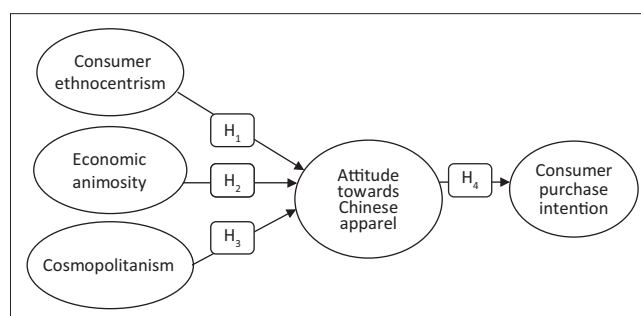 Consumer
ethnocentrism
H1
Economic
animosity
H2
Cosmopolitanism
H3
Attitude
towards
Chinese
apparel
H4
Consumer
purchase
intention